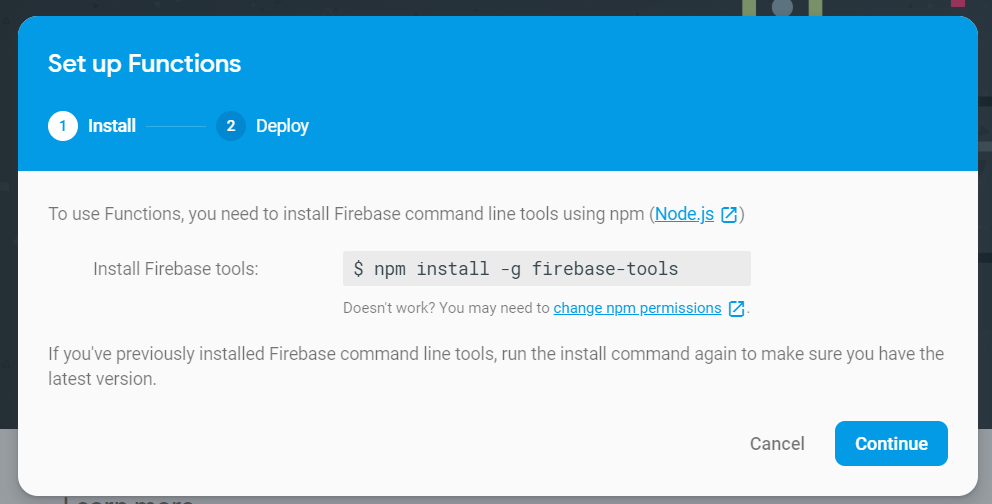 Set up Functions
1 Install 2 Deploy
To use Functions, you need to install Firebase command line tools using npm (Node.js)
Install Firebase tools: $ npm install -g firebase-tools
Doesn't work? You may need to change npm permissions.
If you've previously installed Firebase command line tools, run the install command again to make sure you have the
latest version.
Cancel Continue
Learn more